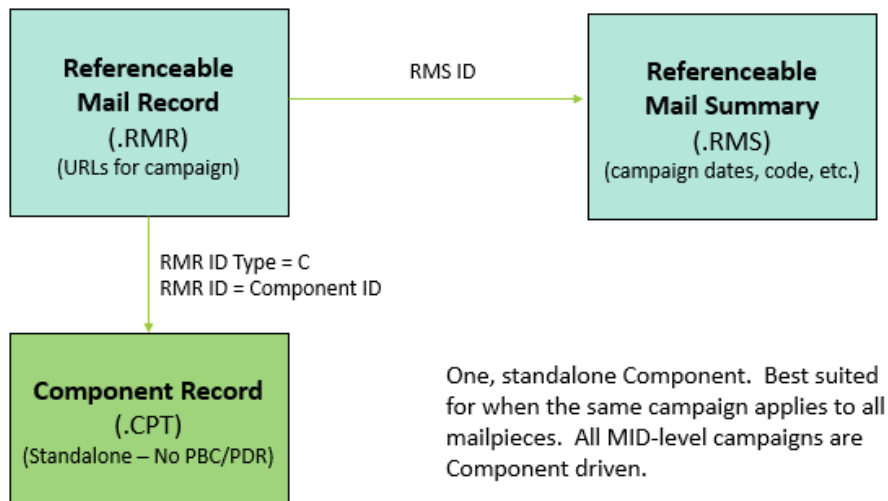 Referenceable
Mail Record
(.RMR)
(URLs for campaign)
RMS ID
Referenceable
Mail Summary
(.RMS)
(campaign dates, code, etc.)
RMR ID Type = C
RMR ID = Component ID
Component Record
(.CPT)
(Standalone – No PBC/PDR)
One, standalone Component.  Best suited
for when the same campaign applies to all
mailpieces.  All MID-level campaigns are
Component driven.